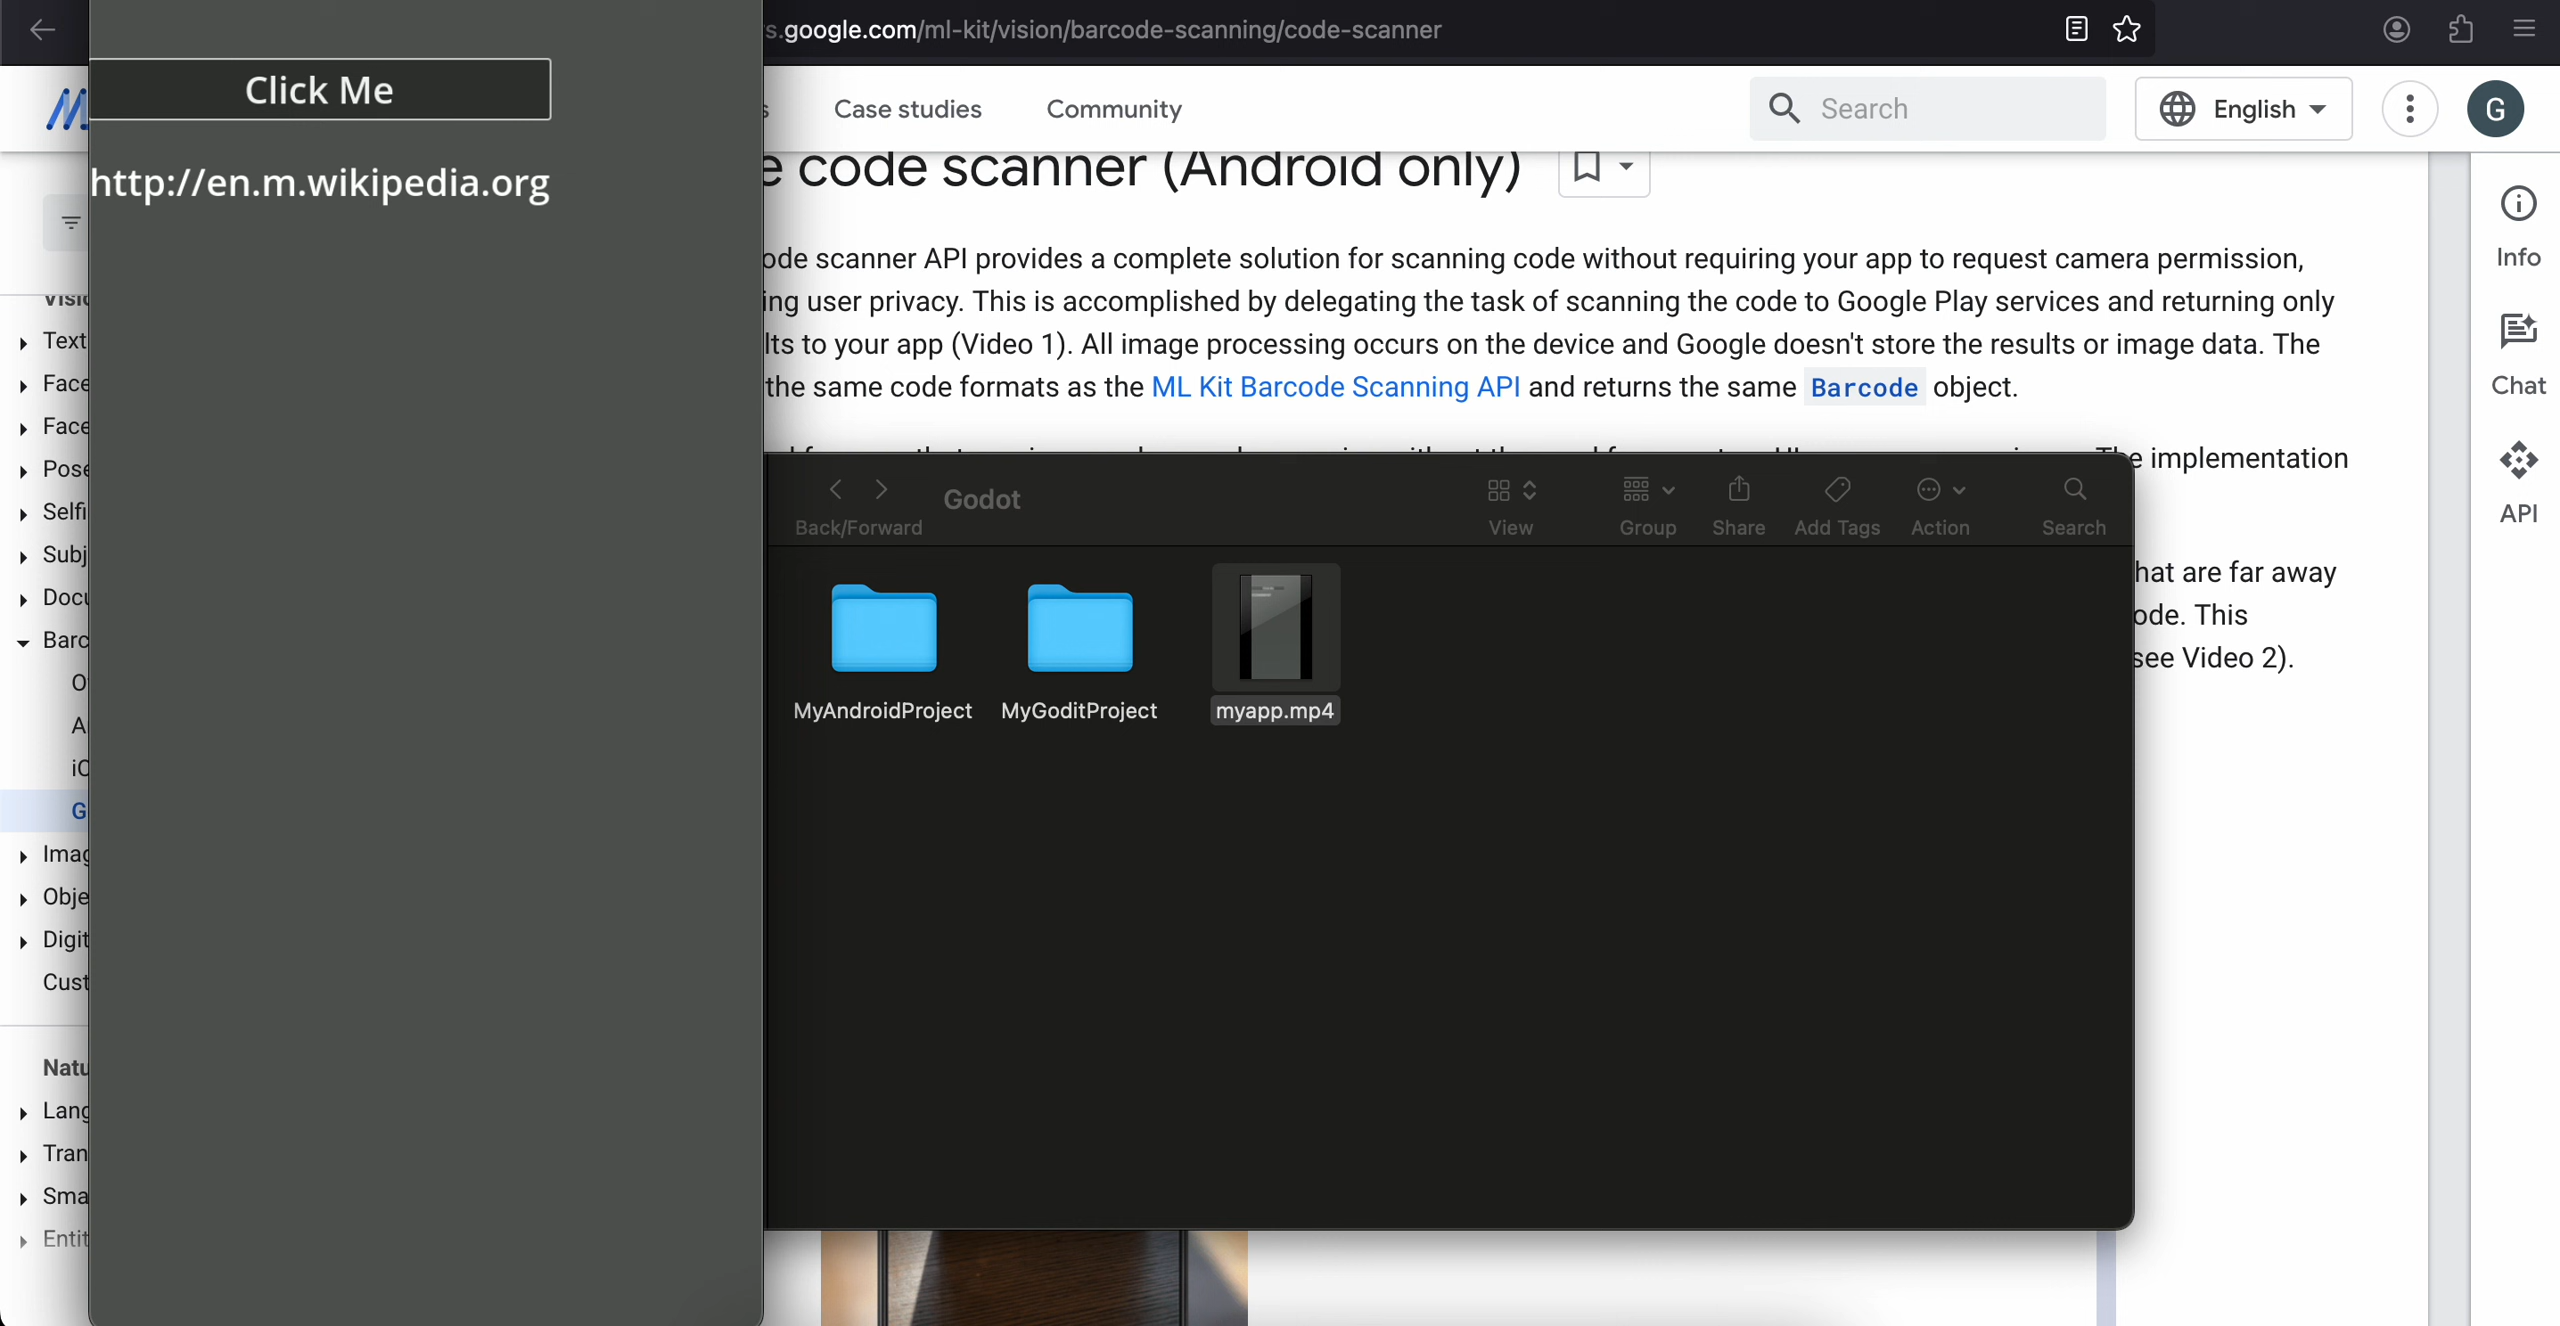 s.google.com/ml-kit/vision/barcode-scanning/code-scanner
Click Me
http://en.m.wikipedia.org
Case studies
Community
Search
English
G
e code scanner (Android only)
ode scanner API provides a complete solution for scanning code without requiring your app to request camera permission,
ing user privacy. This is accomplished by delegating the task of scanning the code to Google Play services and returning only
lts to your app (Video 1). All image processing occurs on the device and Google doesn't store the results or image data. The
the same code formats as the ML Kit Barcode Scanning API and returns the same Barcode object.
The implementation
hat are far away
ode. This
see Video 2).
Info
Chat
API
Text
Face
Face
Pose
Selfi
Subj
Docu
Barc
G
Imag
Obje
Digit
Cust
Natu
Lang
Tran
Sma
Entit
Godot
Back/Forward
View
Group
Share
Add Tags
Action
Search
MyAndroidProject
MyGoditProject
myapp.mp4